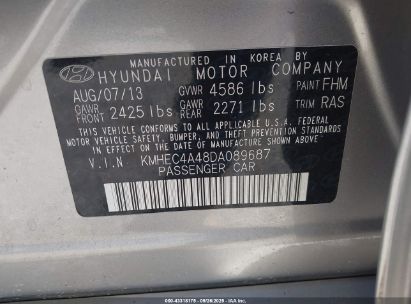 MANUFACTURED IN KOREA BY
HYUNDAI MOTOR COMPANY
AUG/07/13 GVWR 4586 lbs PAINT FHM
GAWR FRONT 2425 lbs GAWR REAR 2271 lbs TRIM RAS
THIS VEHICLE CONFORMS TO ALL APPLICABLE U.S.A. FEDERAL
MOTOR VEHICLE SAFETY, BUMPER, AND THEFT PREVENTION
STANDARDS IN EFFECT ON THE DATE OF MANUFACTURE SHOWN ABOVE.
V.I.N. KMHEC4A48DA089687
PASSENGER CAR